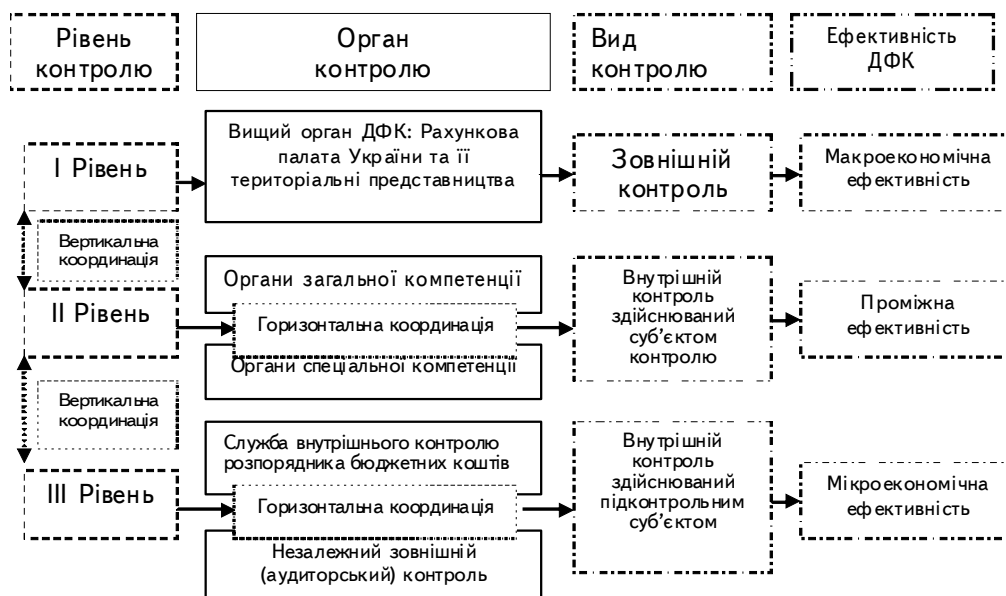 Рівень
контролю
Орган
контролю
Вид
контролю
Ефективність
ДФК
І Рівень
Вищий орган ДФК: Рахункова
палата України та її
територіальні представництва
Зовнішній
контроль
Макроекономічна
ефективність
Вертикальна
координація
ІІ Рівень
Органи загальної компетенції
Горизонтальна координація
Органи спеціальної компетенції
Внутрішній
контроль
здійснюваний
суб’єктом
контролю
Проміжна
ефективність
Вертикальна
координація
ІІІ Рівень
Служба внутрішнього контролю
розпорядника бюджетних коштів
Горизонтальна координація
Незалежний зовнішній
(аудиторський) контроль
Внутрішній
контроль
здійснюваний
підконтрольним
суб’єктом
Мікроекономічна
ефективність